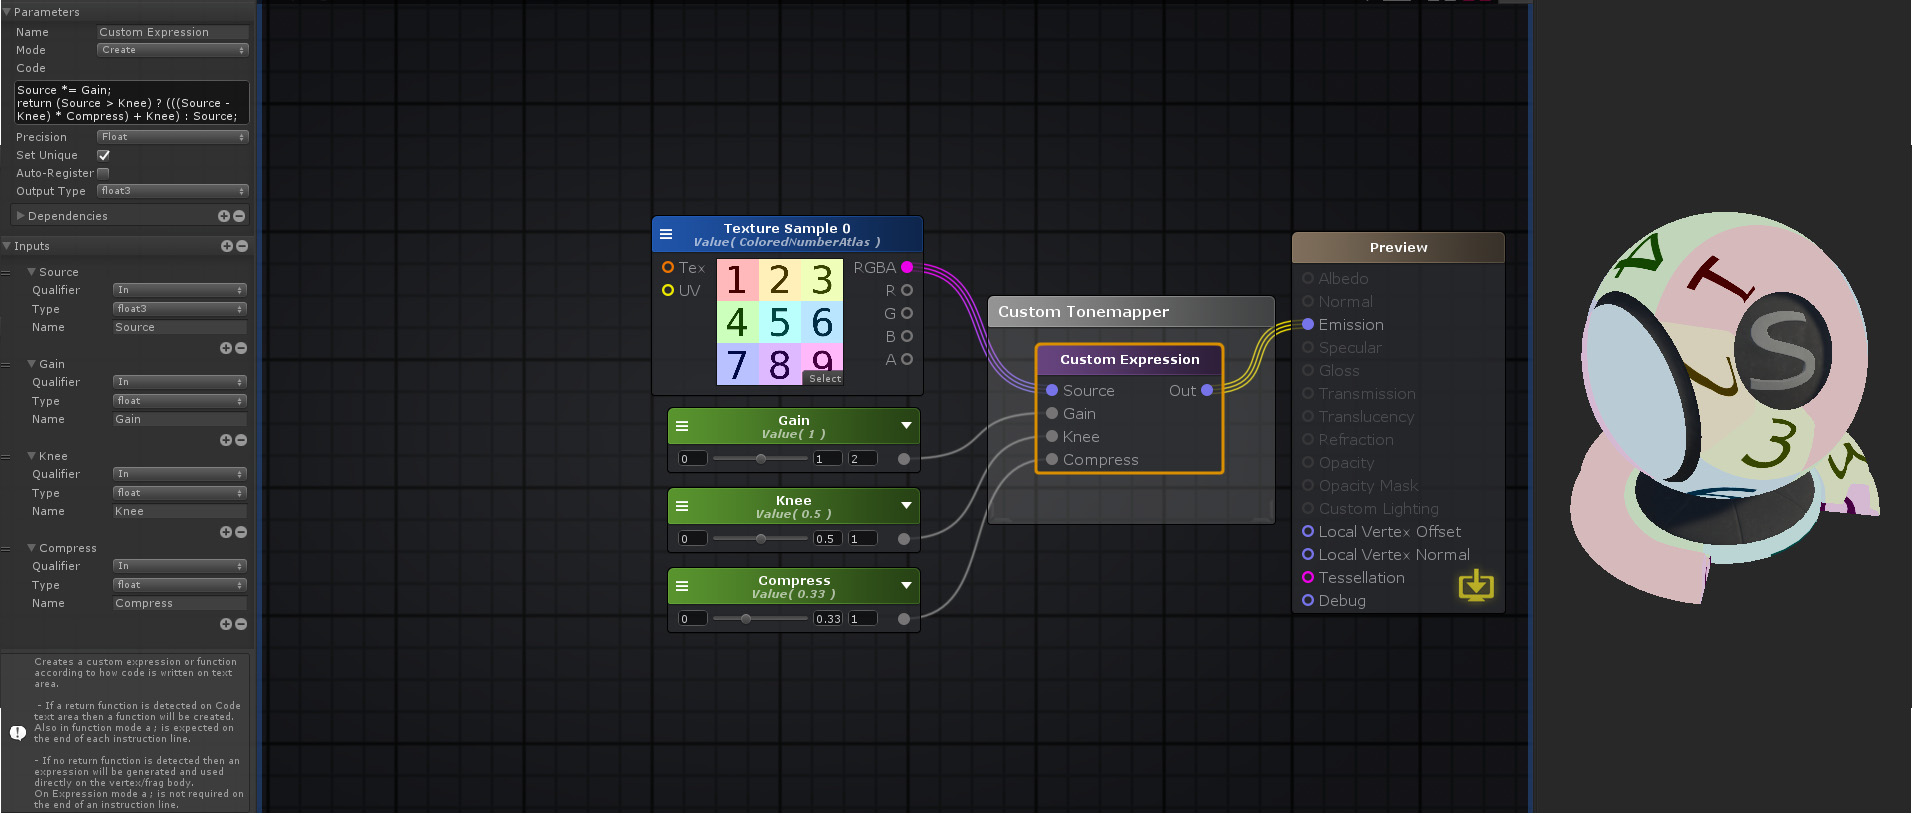 Parameters
Name Custom Expression
Mode Create
Code
Source *= Gain;
return (Source > Knee) ? (((Source -
Knee) * Compress) + Knee) : Source;
Precision Float
Set Unique
Auto-Register
Output Type float3
Dependencies
Inputs
Source
Qualifier In
Type float3
Name Source
Gain
Qualifier In
Type float
Name Gain
Knee
Qualifier In
Type float
Name Knee
Compress
Qualifier In
Type float
Name Compress
Creates a custom expression or function
according to how code is written on text
area.
- If a return function is detected on Code
text area then a function will be created.
Also in function mode a ; is expected on
the end of each instruction line.
- If no return function is detected then an
expression will be generated and used
directly on the vertex/frag body.
On Expression mode a ; is not required on
the end of an instruction line.
Texture Sample 0
Value( ColoredNumberAtlas )
Tex
UV
1 2 3
4 5 6
7 8 9
Select
RGBA
R
G
B
A
Gain
Value( 1 )
0 1 2
Knee
Value( 0.5 )
0 0.5 1
Compress
Value( 0.33 )
0 0.33 1
Custom Tonemapper
Custom Expression
Source Out
Gain
Knee
Compress
Preview
Albedo
Normal
Emission
Specular
Gloss
Transmission
Translucency
Refraction
Opacity
Opacity Mask
Custom Lighting
Local Vertex Offset
Local Vertex Normal
Tessellation
Debug
4
1
S
3